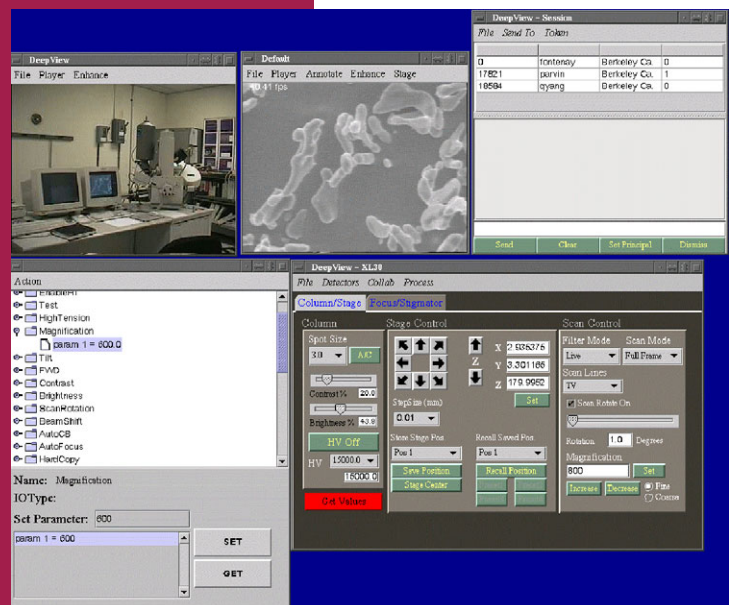 DeepView
File Player Enhance
Default
File Player Annotate Enhance Stage
DeepView - Session
File Send To Token
0 fontenay Berkeley Ca. 0
17821 parvin Berkeley Ca. 1
18584 qyang Berkeley Ca. 0
Send Clear Set Principal Dismiss
Action
EnableHT
Test
HighTension
Magnification
param 1 = 600.0
Tilt
FWD
Contrast
Brightness
ScanRotation
BeamShift
AutoCB
AutoFocus
HardCopy
Name: Magnification
IOType:
Set Parameter: 600
param 1 = 600
SET
GET
DeepView - XL30
File Detectors Collab Process
Column/Stage Focus/Stigmator
Column
Spot Size
3.0 ACC
Contrast%
Brightness%
HV Off
HV 15000.0
15000.0
Get Values
Stage Control
X 2.935375
Z Y 3.301166
Z 179.9952
Set
StepSize (mm)
0.01
Store Stage Pos.
Pos 1
Save Position
Stage Center
Recall Saved Pos.
Pos 1
Recall Position
Scan Control
Filter Mode Scan Mode
Live Full Frame
Scan Lines
TV
Scan Rotate On
Rotation 1.0 Degrees
Magnification
800 Set
Increase Decrease Fine
Coarse